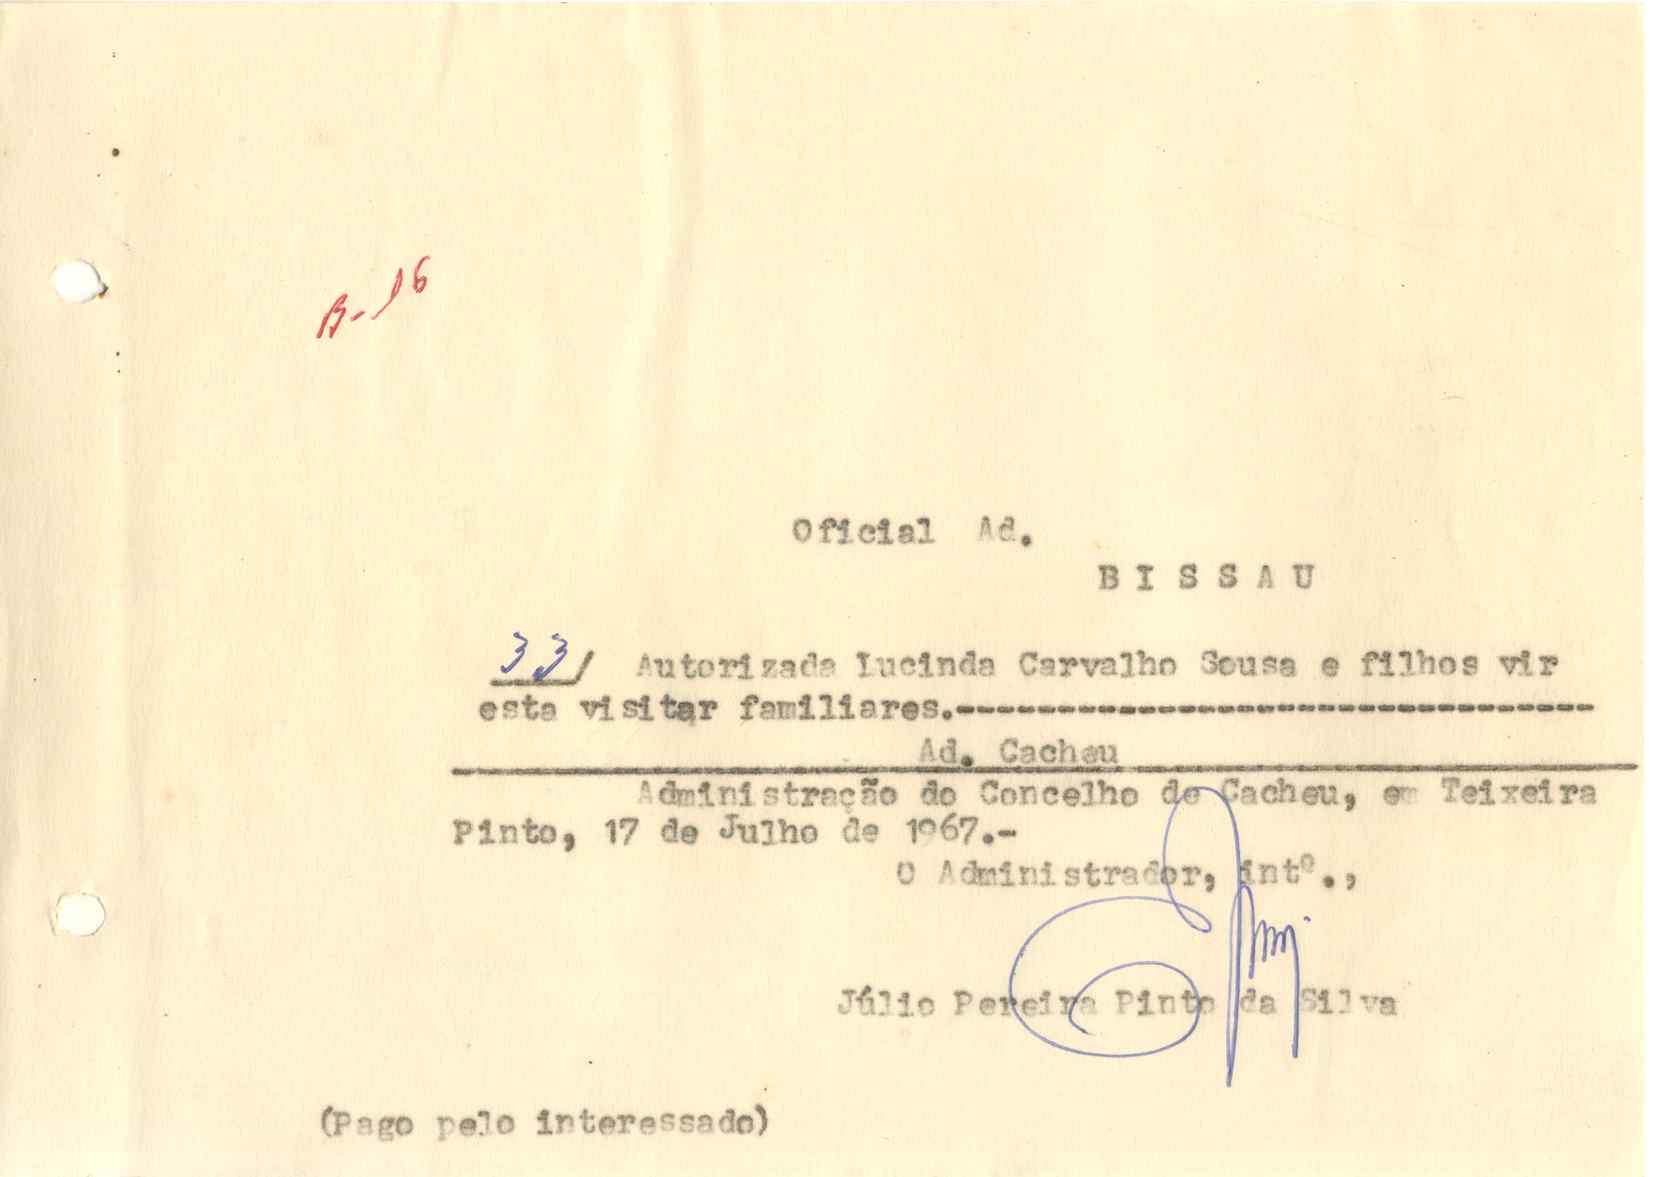 B-16
Oficial Ad.
B I S S A U
33/ Autorizada Lucinda Carvalho Sousa e filhos vir
esta visitar familiares.--------------------------------
Ad. Cacheu
Administração do Concelho de Cacheu, em Teixeira
Pinto, 17 de Julho de 1967.-
O Administrador, intº.,
Júlio Pereira Pinto da Silva
(Pago pelo interessado)